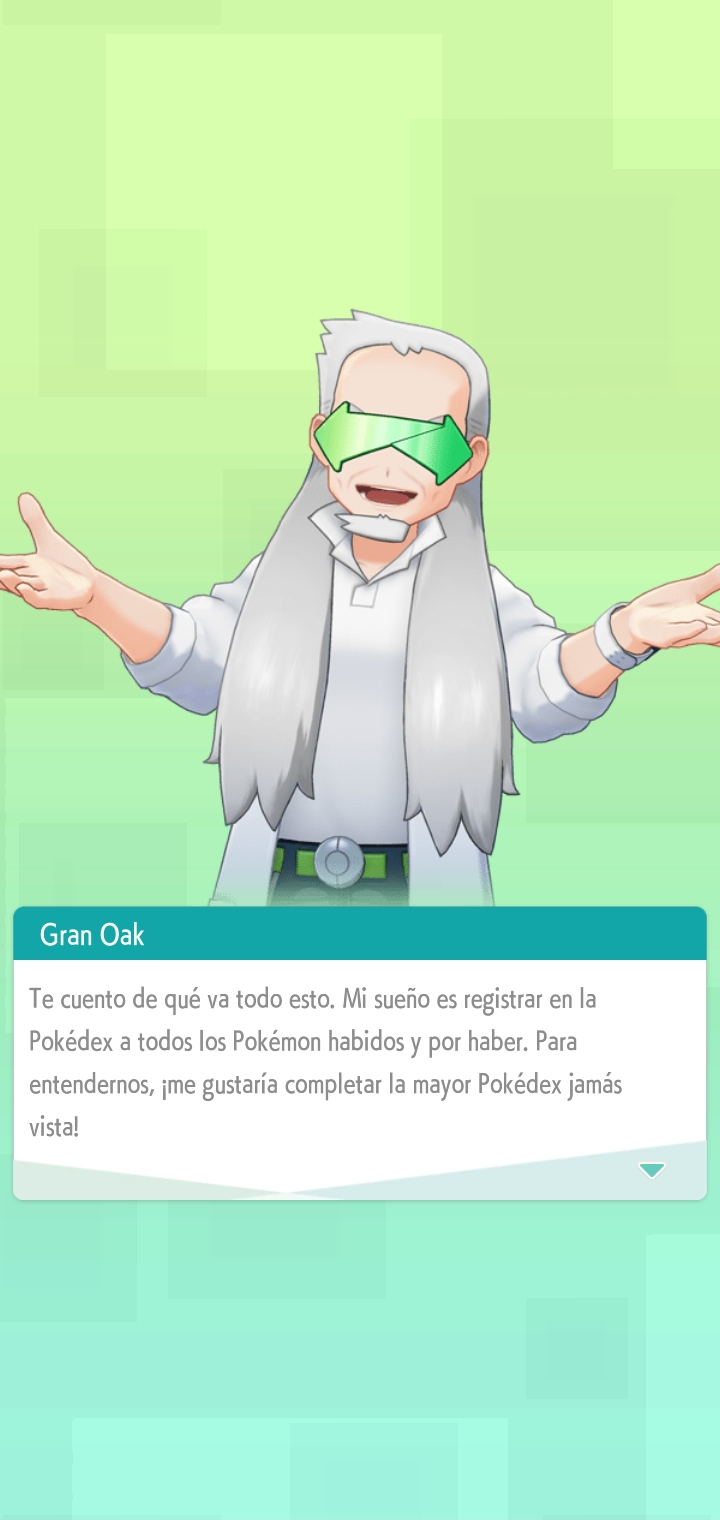 Gran Oak
Te cuento de qué va todo esto. Mi sueño es registrar en la
Pokédex a todos los Pokémon habidos y por haber. Para
entendernos, ¡me gustaría completar la mayor Pokédex jamás
vista!